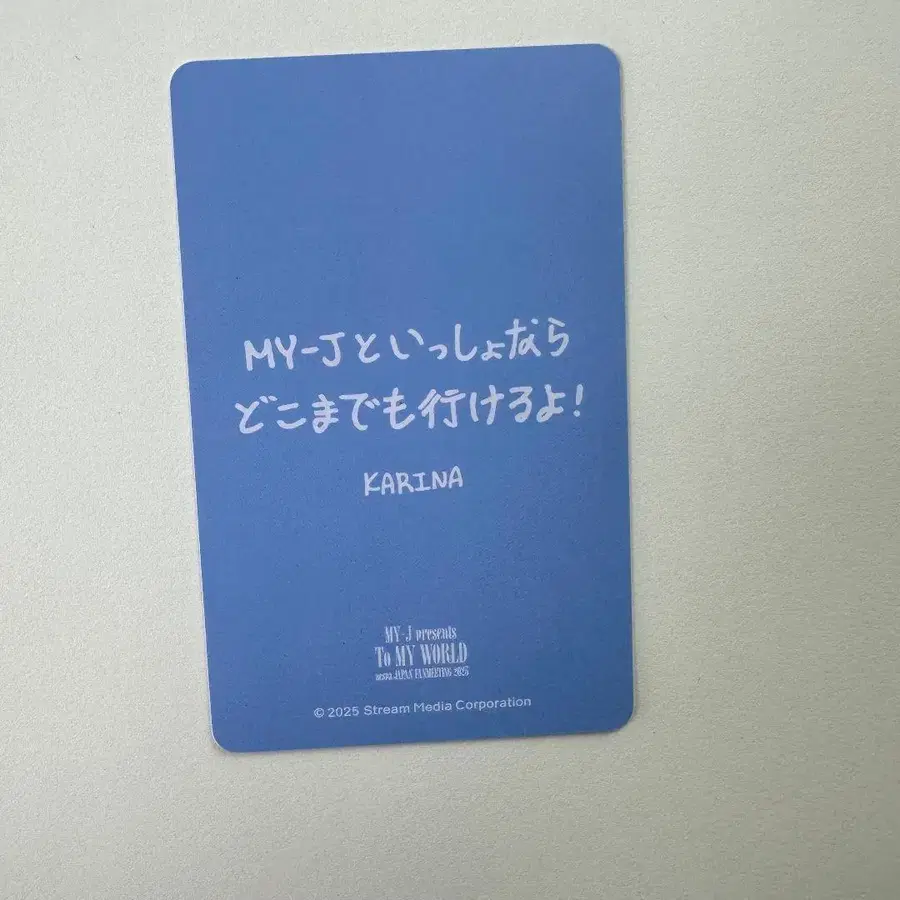 MY-Jといっしょなら
どこまでも行けるよ!
KARINA
MY-J presents
To MY WORLD
aespa JAPAN FANMEETING 2025
© 2025 Stream Media Corporation